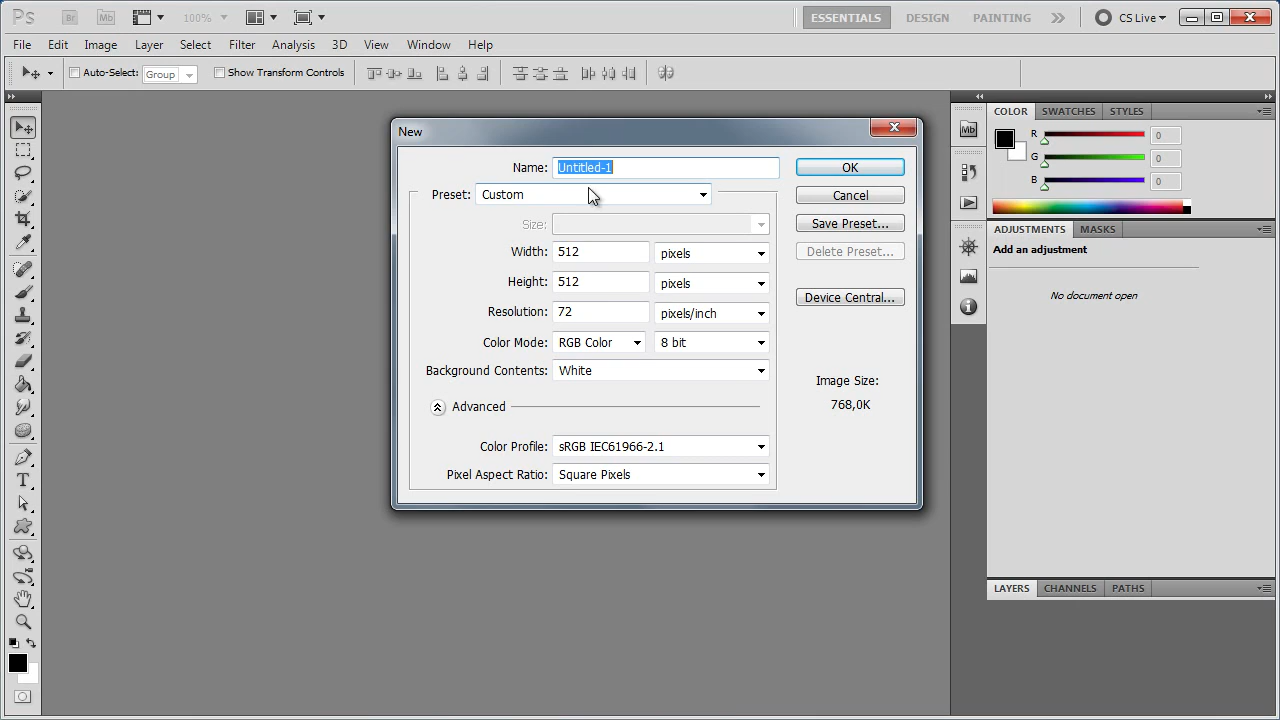 Ps Br Mb 100% ESSENTIALS DESIGN PAINTING CS Live
File Edit Image Layer Select Filter Analysis 3D View Window Help
Auto-Select: Group Show Transform Controls
New
Name: Untitled-1 OK
Preset: Custom Cancel
Size: Save Preset...
Width: 512 pixels Delete Preset...
Height: 512 pixels
Device Central...
Resolution: 72 pixels/inch
Color Mode: RGB Color 8 bit
Background Contents: White
Image Size:
768,0K
Advanced
Color Profile: sRGB IEC61966-2.1
Pixel Aspect Ratio: Square Pixels
T
Mb
COLOR SWATCHES STYLES
R 0
G 0
B 0
ADJUSTMENTS MASKS
Add an adjustment
No document open
LAYERS CHANNELS PATHS